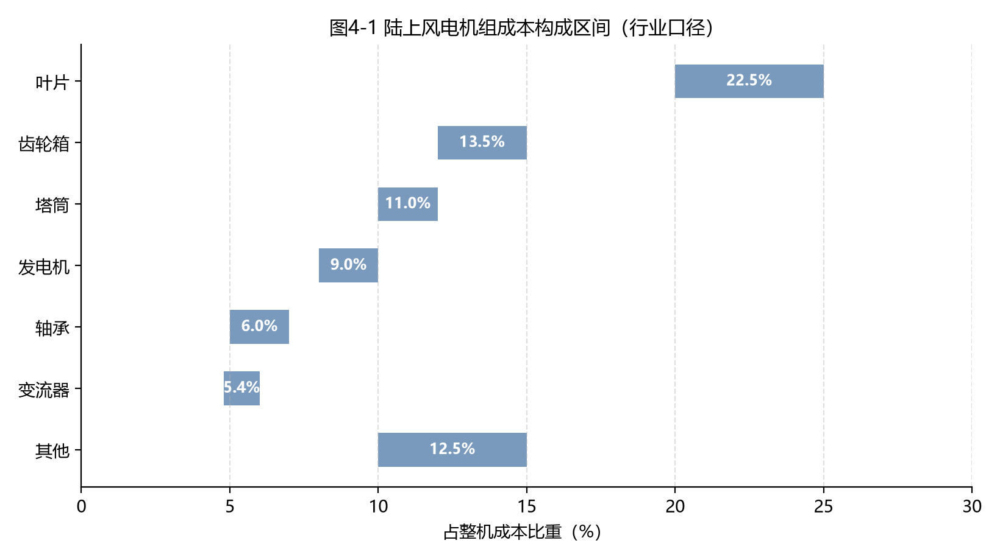 图4-1 陆上风电机组成本构成区间（行业口径）
叶片
22.5%
齿轮箱
13.5%
塔筒
11.0%
发电机
9.0%
轴承
6.0%
变流器
5.4%
其他
12.5%
0 5 10 15 20 25 30
占整机成本比重（%）